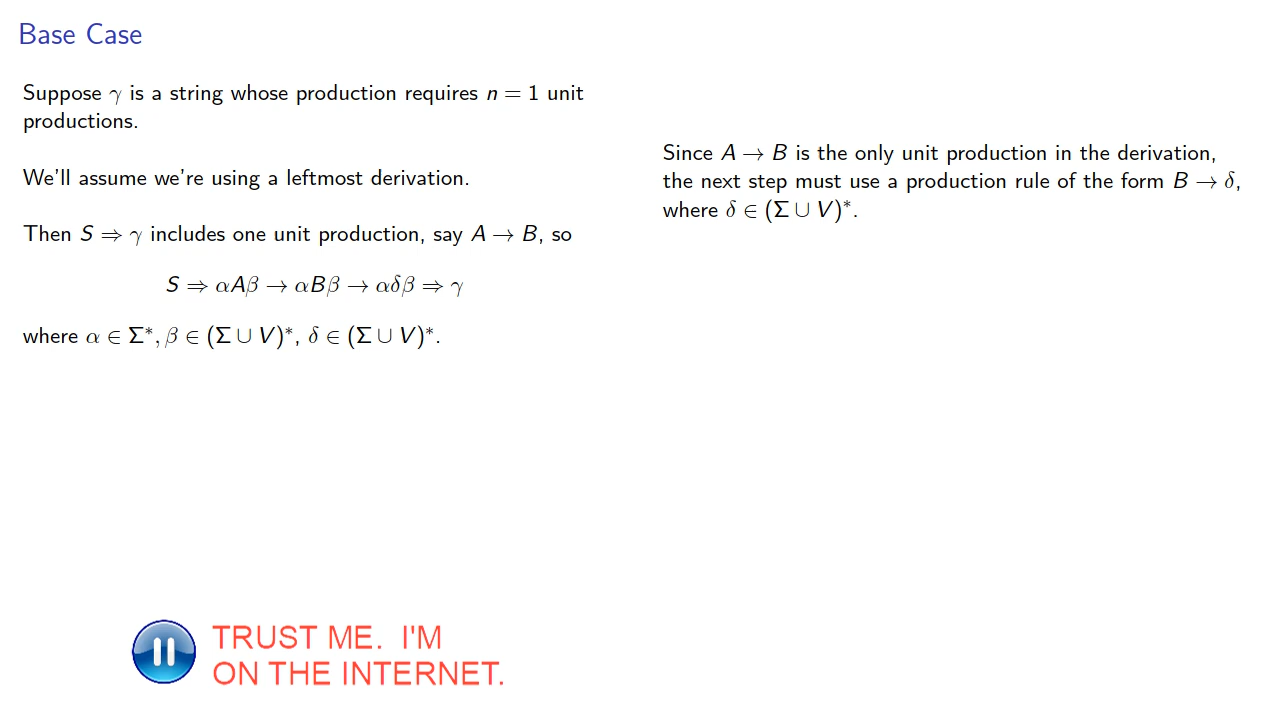 Base Case
Suppose γ is a string whose production requires n = 1 unit
productions.
We'll assume we're using a leftmost derivation.
Then S ⇒ γ includes one unit production, say A → B, so
S ⇒ αAβ → αBβ → αδβ ⇒ γ
where α ∈ Σ*, β ∈ (Σ ∪ V)*, δ ∈ (Σ ∪ V)*.
Since A → B is the only unit production in the derivation,
the next step must use a production rule of the form B → δ,
where δ ∈ (Σ ∪ V)*.
TRUST ME. I'M
ON THE INTERNET.